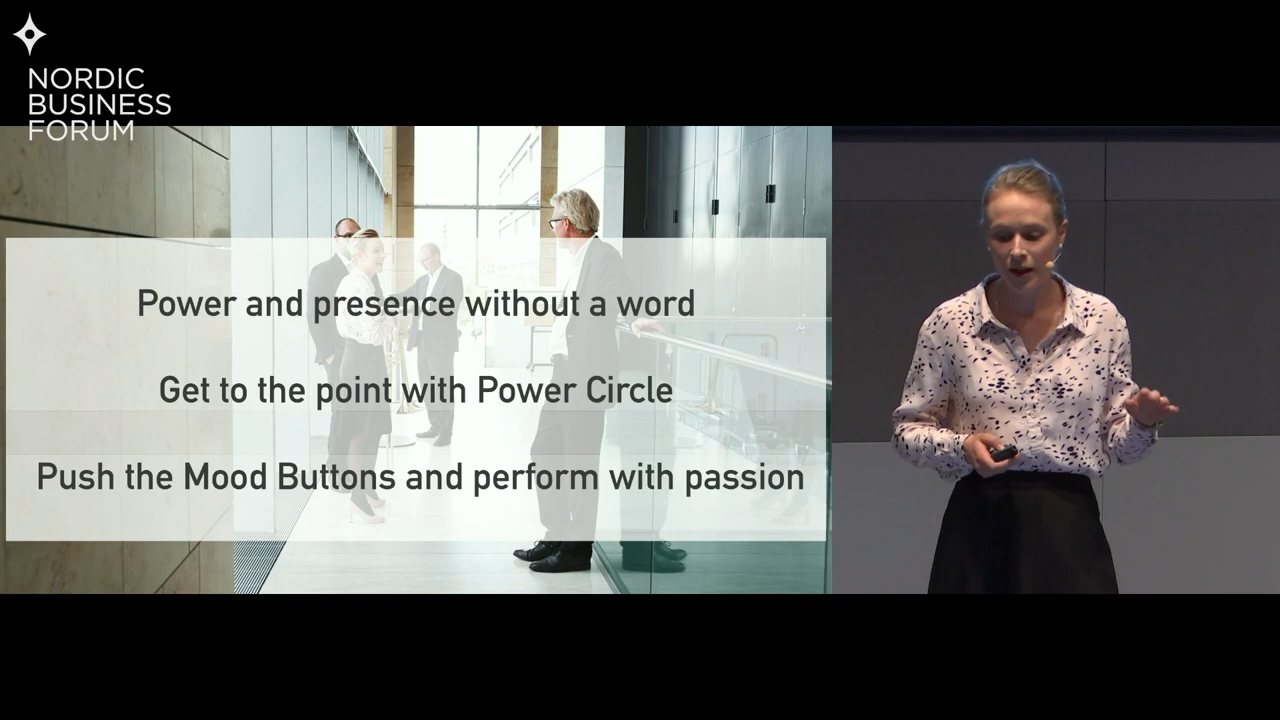 NORDIC
BUSINESS
FORUM
Power and presence without a word
Get to the point with Power Circle
Push the Mood Buttons and perform with passion